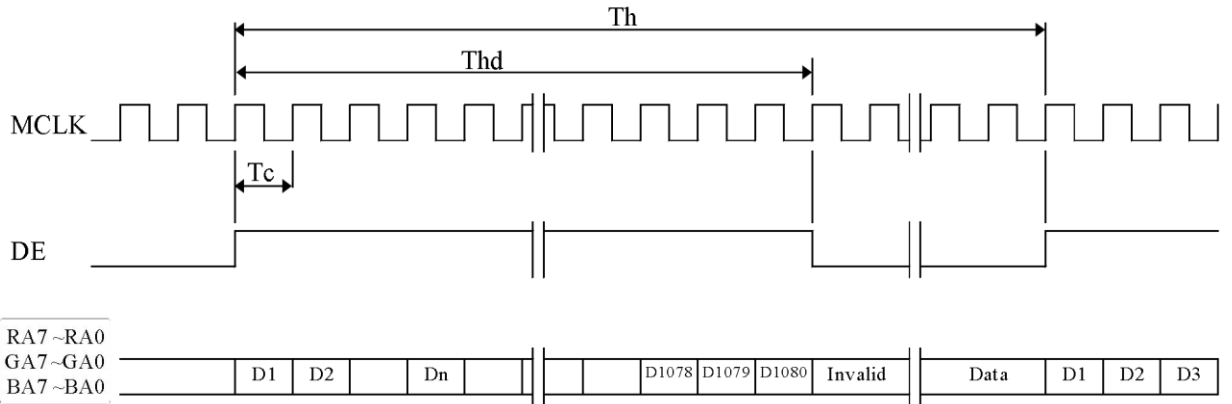 Th
Thd
MCLK
Tc
DE
RA7 ~RA0
GA7~GA0
BA7 ~BA0
D1 D2 Dn D1078 D1079 D1080 Invalid Data D1 D2 D3